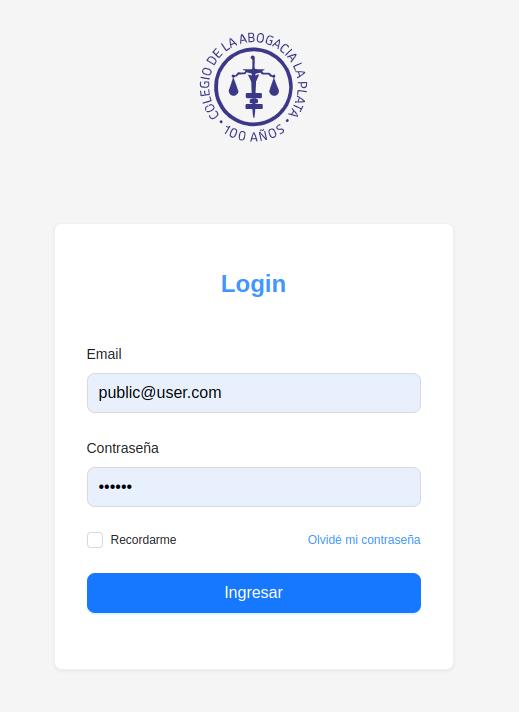 COLEGIO DE LA ABOGACIA LA PLATA
• 100 AÑOS •
Login
Email
public@user.com
Contraseña
••••••
Recordarme
Olvidé mi contraseña
Ingresar